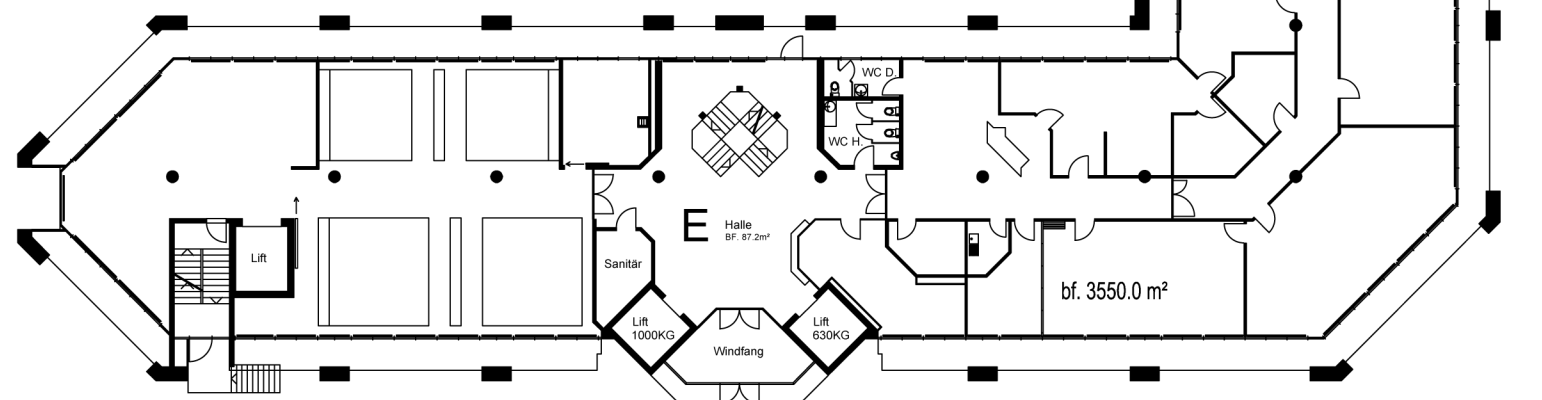 WC D.
WC H.
E
Halle
BF. 87.2m²
Lift
Sanitär
bf. 3550.0 m²
Lift
1000KG
Lift
630KG
Windfang